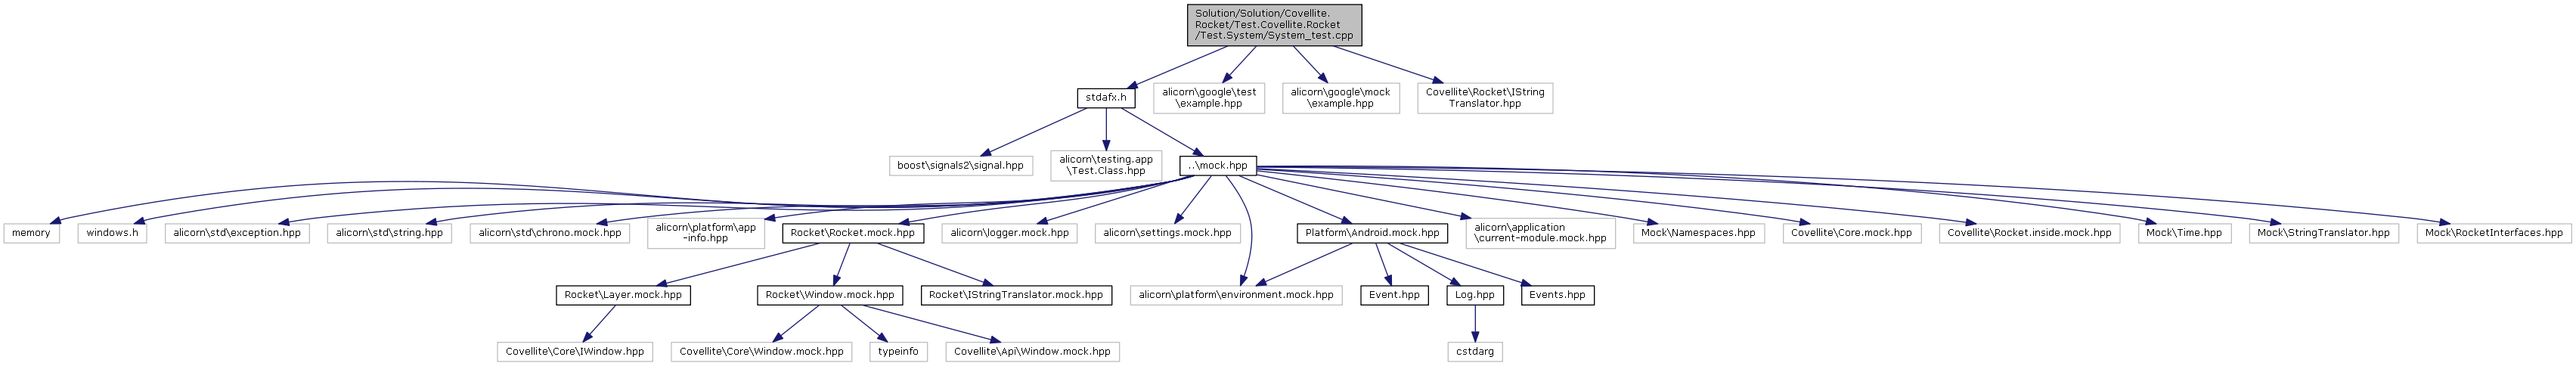 Solution/Solution/Covellite.
Rocket/Test.Covellite.Rocket
/Test.System/System_test.cpp
stdafx.h
alicorn\google\test
\example.hpp
alicorn\google\mock
\example.hpp
Covellite\Rocket\IString
Translator.hpp
boost\signals2\signal.hpp
alicorn\testing.app
\Test.Class.hpp
..\mock.hpp
memory
windows.h
alicorn\std\exception.hpp
alicorn\std\string.hpp
alicorn\std\chrono.mock.hpp
alicorn\platform\app
-info.hpp
Rocket\Rocket.mock.hpp
alicorn\logger.mock.hpp
alicorn\settings.mock.hpp
Platform\Android.mock.hpp
alicorn\application
\current-module.mock.hpp
Mock\Namespaces.hpp
Covellite\Core.mock.hpp
Covellite\Rocket.inside.mock.hpp
Mock\Time.hpp
Mock\StringTranslator.hpp
Mock\RocketInterfaces.hpp
Rocket\Layer.mock.hpp
Rocket\Window.mock.hpp
Rocket\IStringTranslator.mock.hpp
alicorn\platform\environment.mock.hpp
Event.hpp
Log.hpp
Events.hpp
Covellite\Core\IWindow.hpp
Covellite\Core\Window.mock.hpp
typeinfo
Covellite\Api\Window.mock.hpp
cstdarg